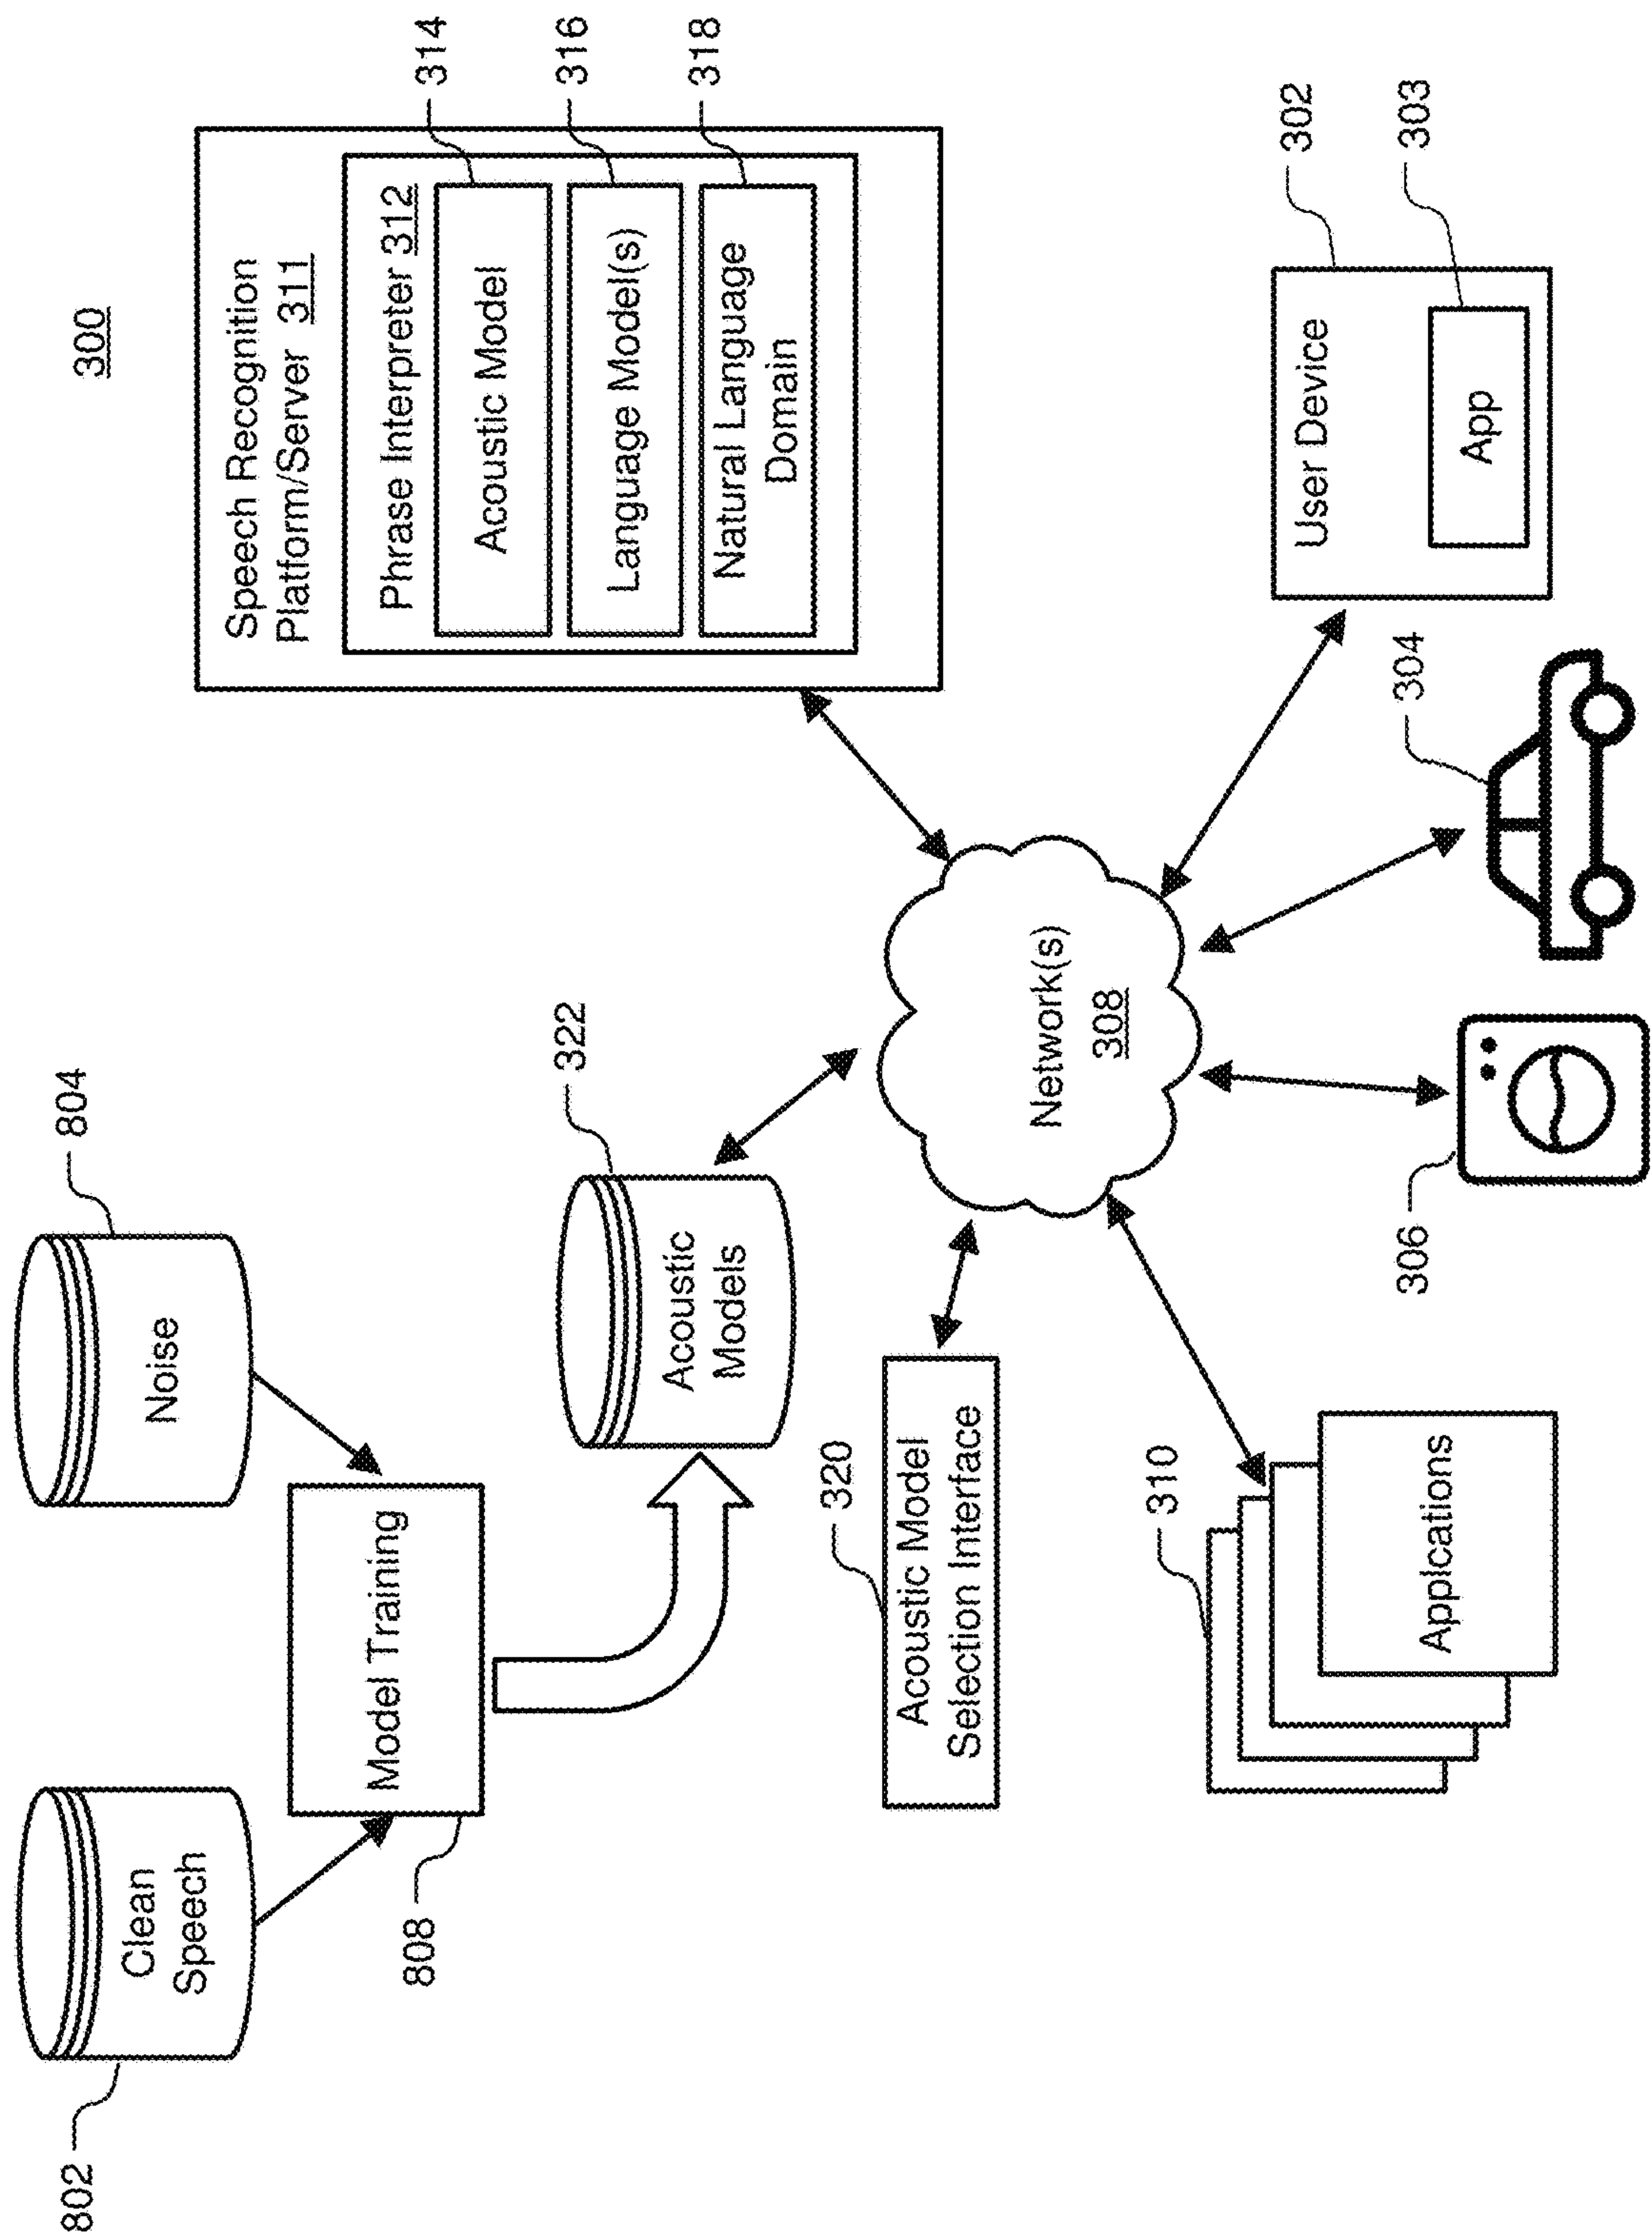 300
802
Clean
Speech
Noise
804
Model Training
808
Acoustic
Models
322
Speech Recognition
Platform/Server 311
Phrase Interpreter 312
Acoustic Model
314
Language Model(s)
316
Natural Language
Domain
318
320
Acoustic Model
Selection Interface
Network(s)
308
310
Applcations
306
304
302
User Device
303
App